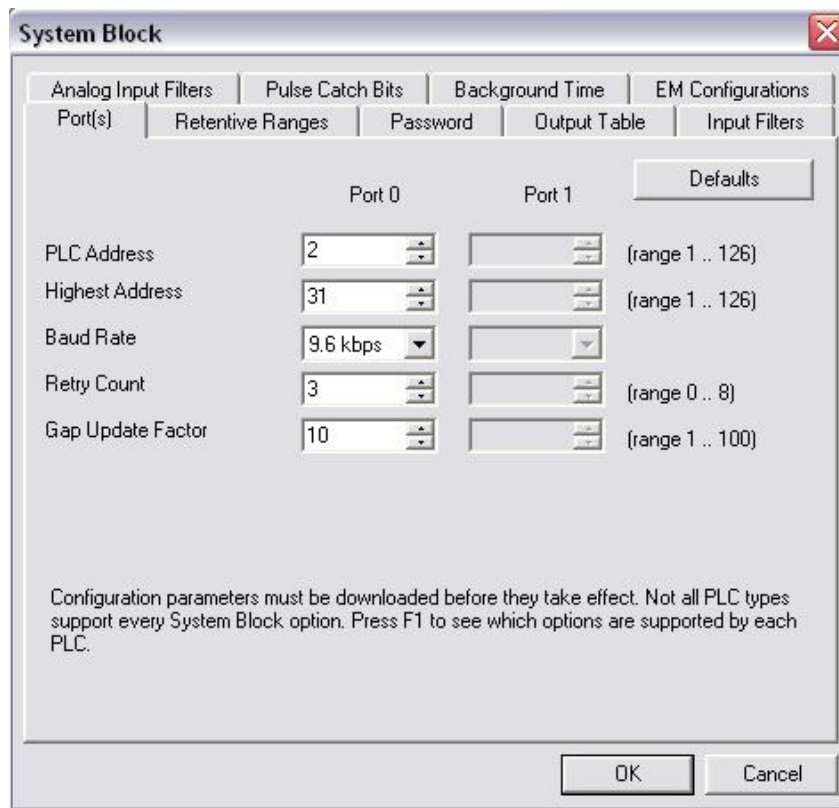 System Block
Analog Input Filters Pulse Catch Bits Background Time EM Configurations
Port(s) Retentive Ranges Password Output Table Input Filters
Defaults
Port 0 Port 1
PLC Address 2 (range 1 .. 126)
Highest Address 31 (range 1 .. 126)
Baud Rate 9.6 kbps
Retry Count 3 (range 0 .. 8)
Gap Update Factor 10 (range 1 .. 100)
Configuration parameters must be downloaded before they take effect. Not all PLC types
support every System Block option. Press F1 to see which options are supported by each
PLC.
OK Cancel